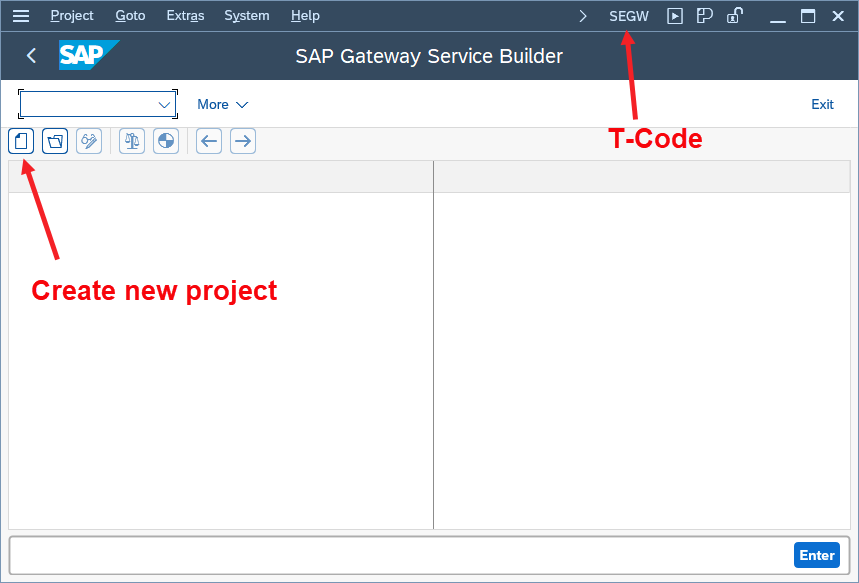 Project Goto Extras System Help SEGW
SAP SAP Gateway Service Builder
More Exit
T-Code
Create new project
Enter